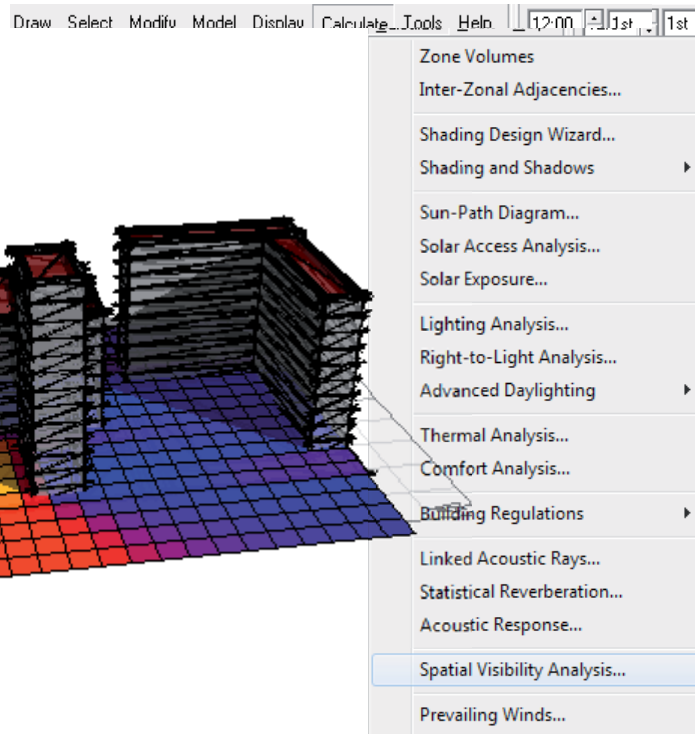 Draw Select Modify Model Display Calculate Tools Help 12:00 1st 1st
Zone Volumes
Inter-Zonal Adjacencies...
Shading Design Wizard...
Shading and Shadows
Sun-Path Diagram...
Solar Access Analysis...
Solar Exposure...
Lighting Analysis...
Right-to-Light Analysis...
Advanced Daylighting
Thermal Analysis...
Comfort Analysis...
Building Regulations
Linked Acoustic Rays...
Statistical Reverberation...
Acoustic Response...
Spatial Visibility Analysis...
Prevailing Winds...